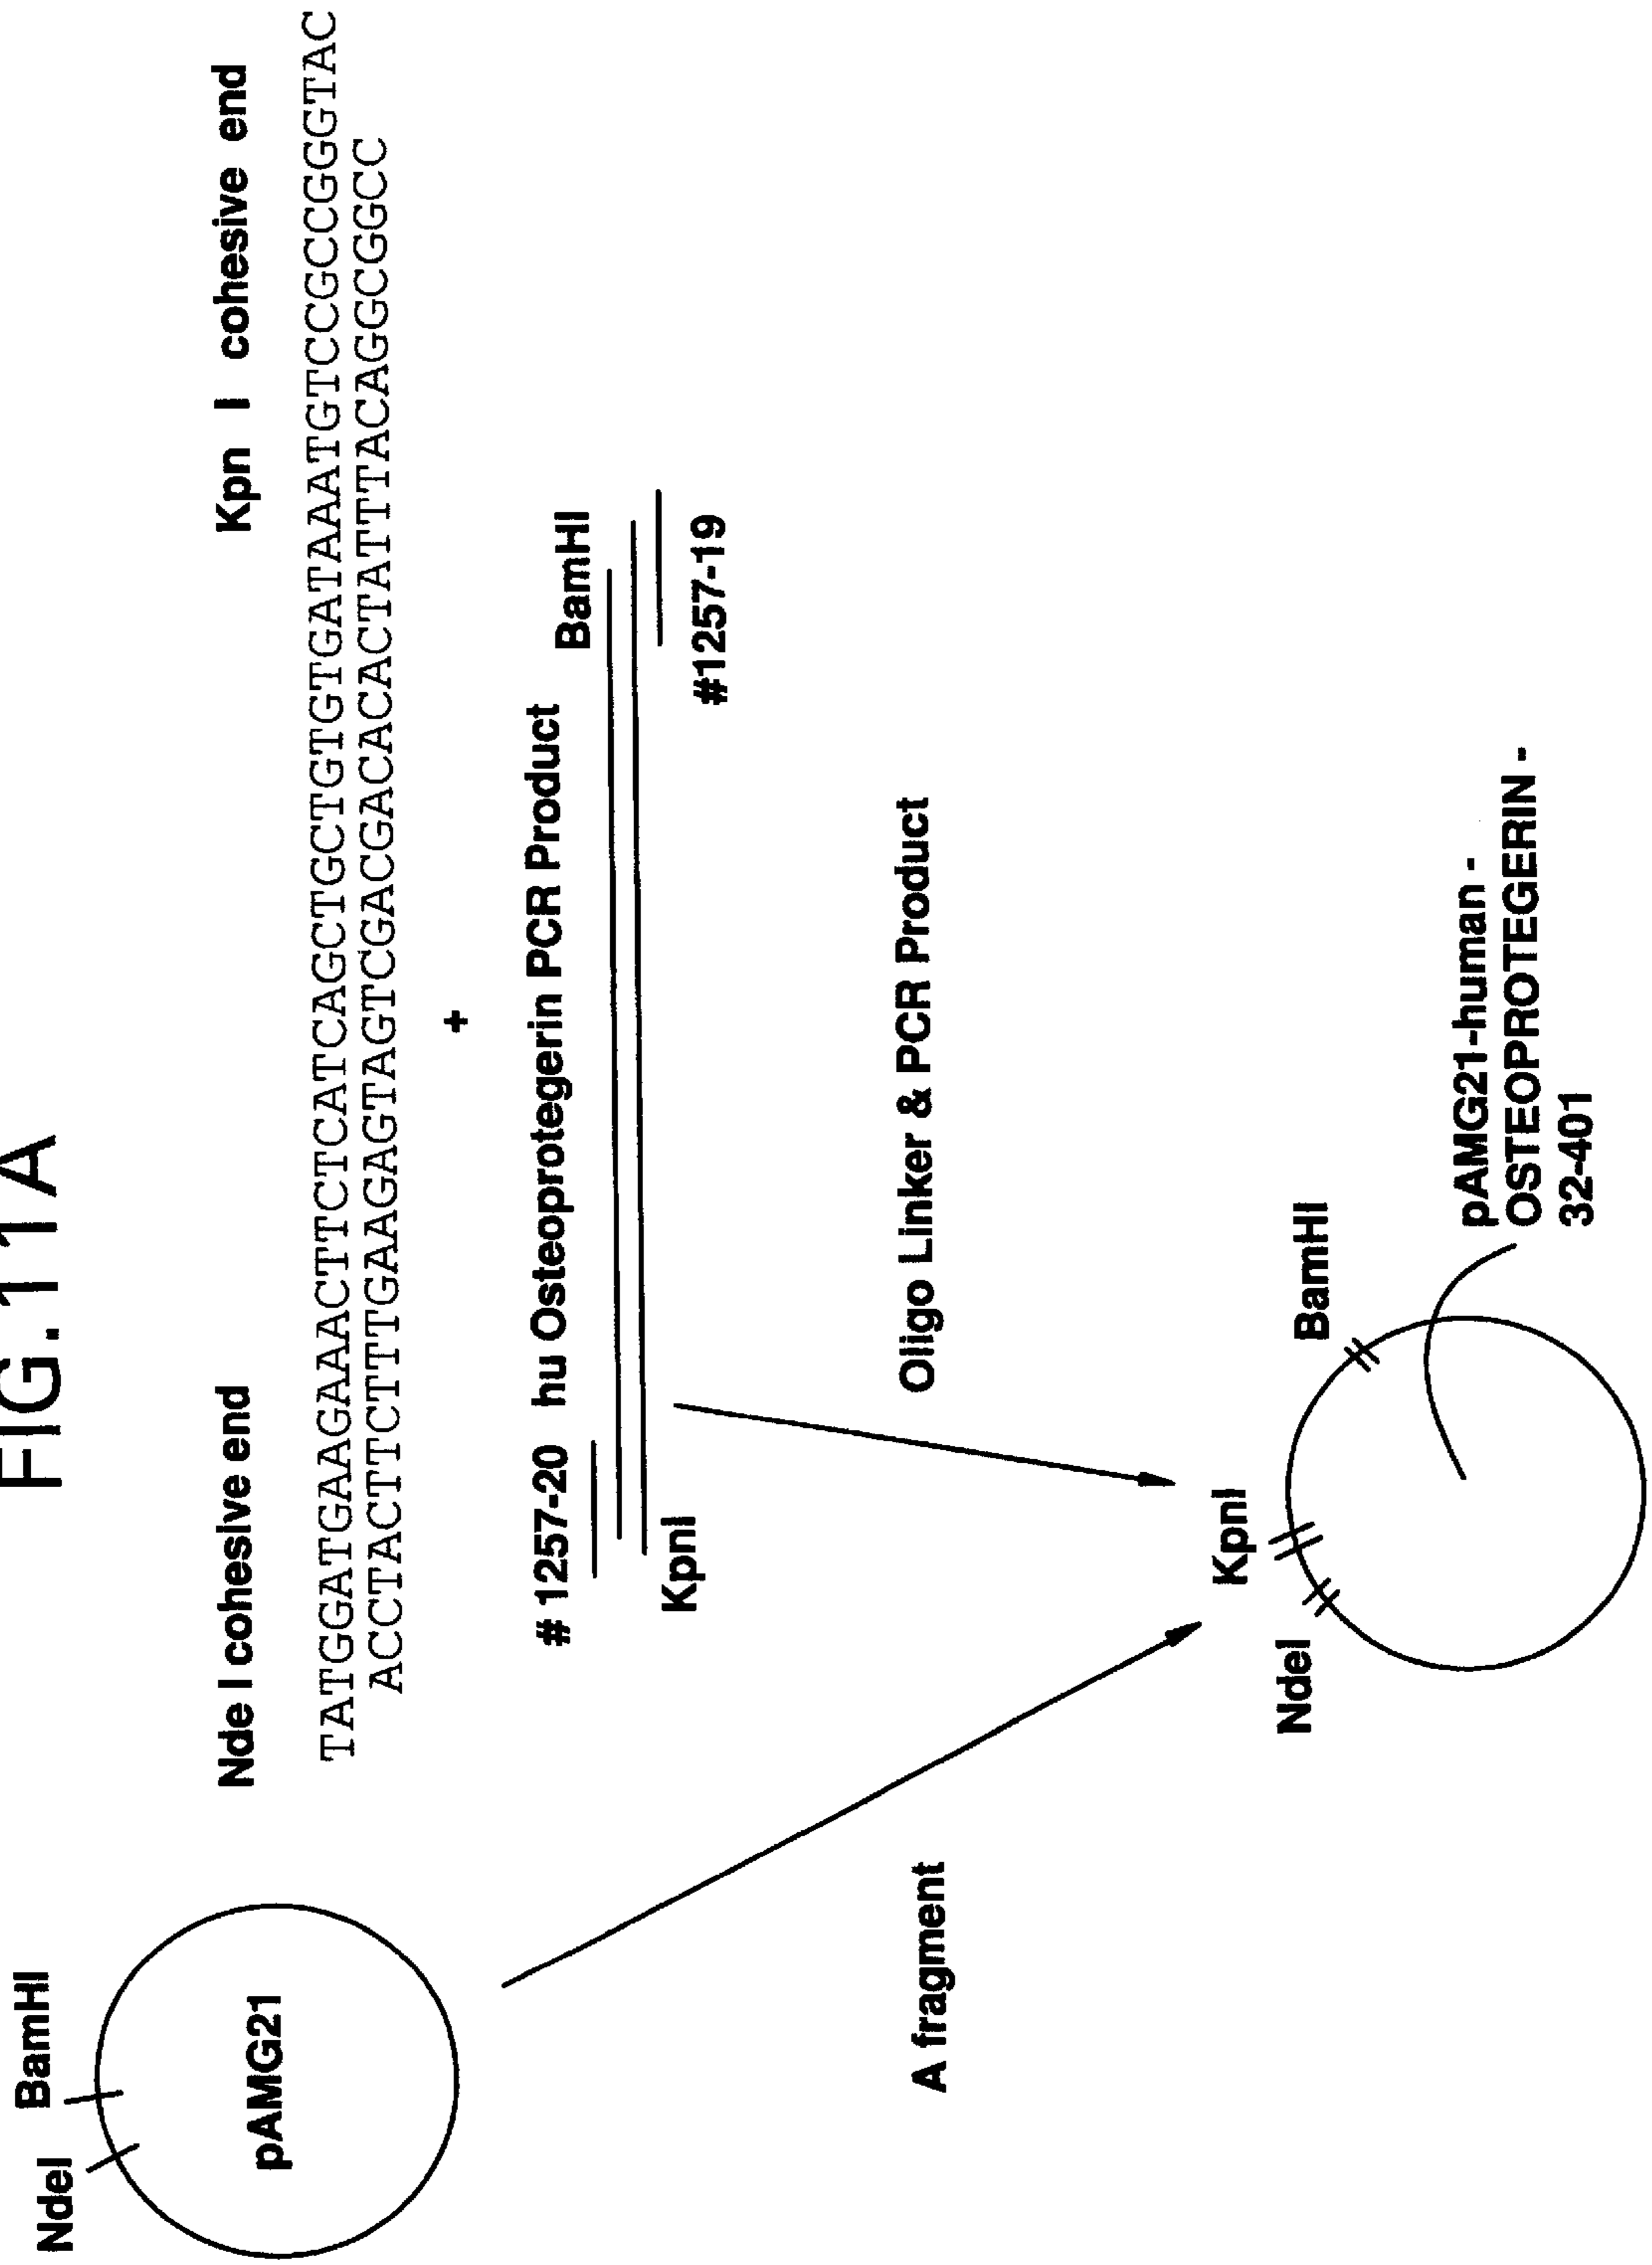 FIG.11A
NdeI
BamHI
pAMG21
Nde I cohesive end
Kpn I cohesive end
TATGGATGAAGAAACTTCTCATCAGCTGCTGTGTGATAAATGTCCGCCGGGTAC
ACCTACTTCTTTGAAGAGTAGTCGACGACACACTATTTACAGGCGGCC
+
# 1257-20
hu Osteoprotegerin PCR Product
BamHI
KpnI
#1257-19
A fragment
Oligo Linker & PCR Product
NdeI
KpnI
BamHI
pAMG21-human -
OSTEOPROTEGERIN -
32-401